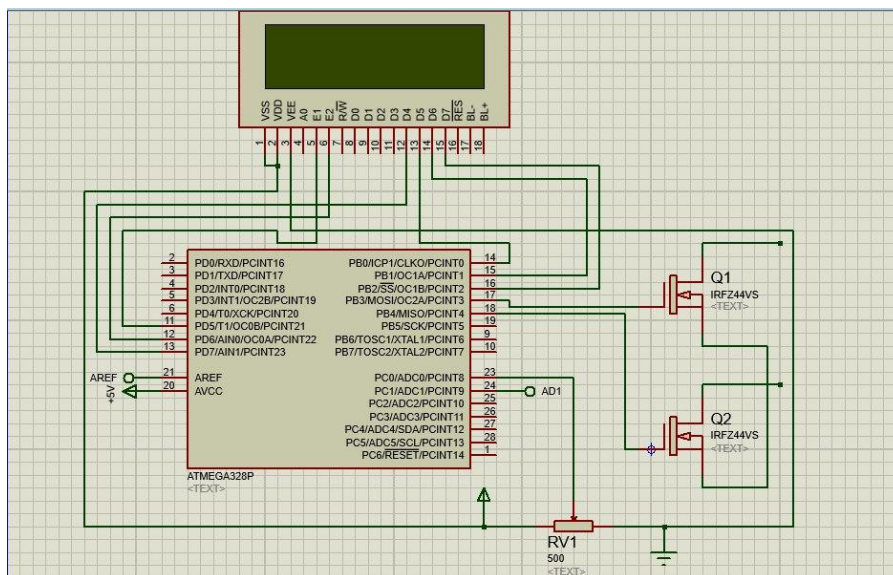 VSS
VDD
VEE
A0
E1
E2
R/W
D0
D1
D2
D3
D4
D5
D6
D7
RES
BL-
BL+
1
2
3
4
5
6
7
8
9
10
11
12
13
14
15
16
17
18
2 PD0/RXD/PCINT16 PB0/ICP1/CLKO/PCINT0 14
3 PD1/TXD/PCINT17 PB1/OC1A/PCINT1 15
4 PD2/INT0/PCINT18 PB2/SS/OC1B/PCINT2 16
5 PD3/INT1/OC2B/PCINT19 PB3/MOSI/OC2A/PCINT3 17
6 PD4/T0/XCK/PCINT20 PB4/MISO/PCINT4 18
11 PD5/T1/OC0B/PCINT21 PB5/SCK/PCINT5 19
12 PD6/AIN0/OC0A/PCINT22 PB6/TOSC1/XTAL1/PCINT6 9
13 PD7/AIN1/PCINT23 PB7/TOSC2/XTAL2/PCINT7 10
AREF 21 AREF PC0/ADC0/PCINT8 23
+5V 20 AVCC PC1/ADC1/PCINT9 24 AD1
PC2/ADC2/PCINT10 25
PC3/ADC3/PCINT11 26
PC4/ADC4/SDA/PCINT12 27
PC5/ADC5/SCL/PCINT13 28
PC6/RESET/PCINT14 1
ATMEGA328P
<TEXT>
Q1
IRFZ44VS
<TEXT>
Q2
IRFZ44VS
<TEXT>
RV1
500
<TEXT>